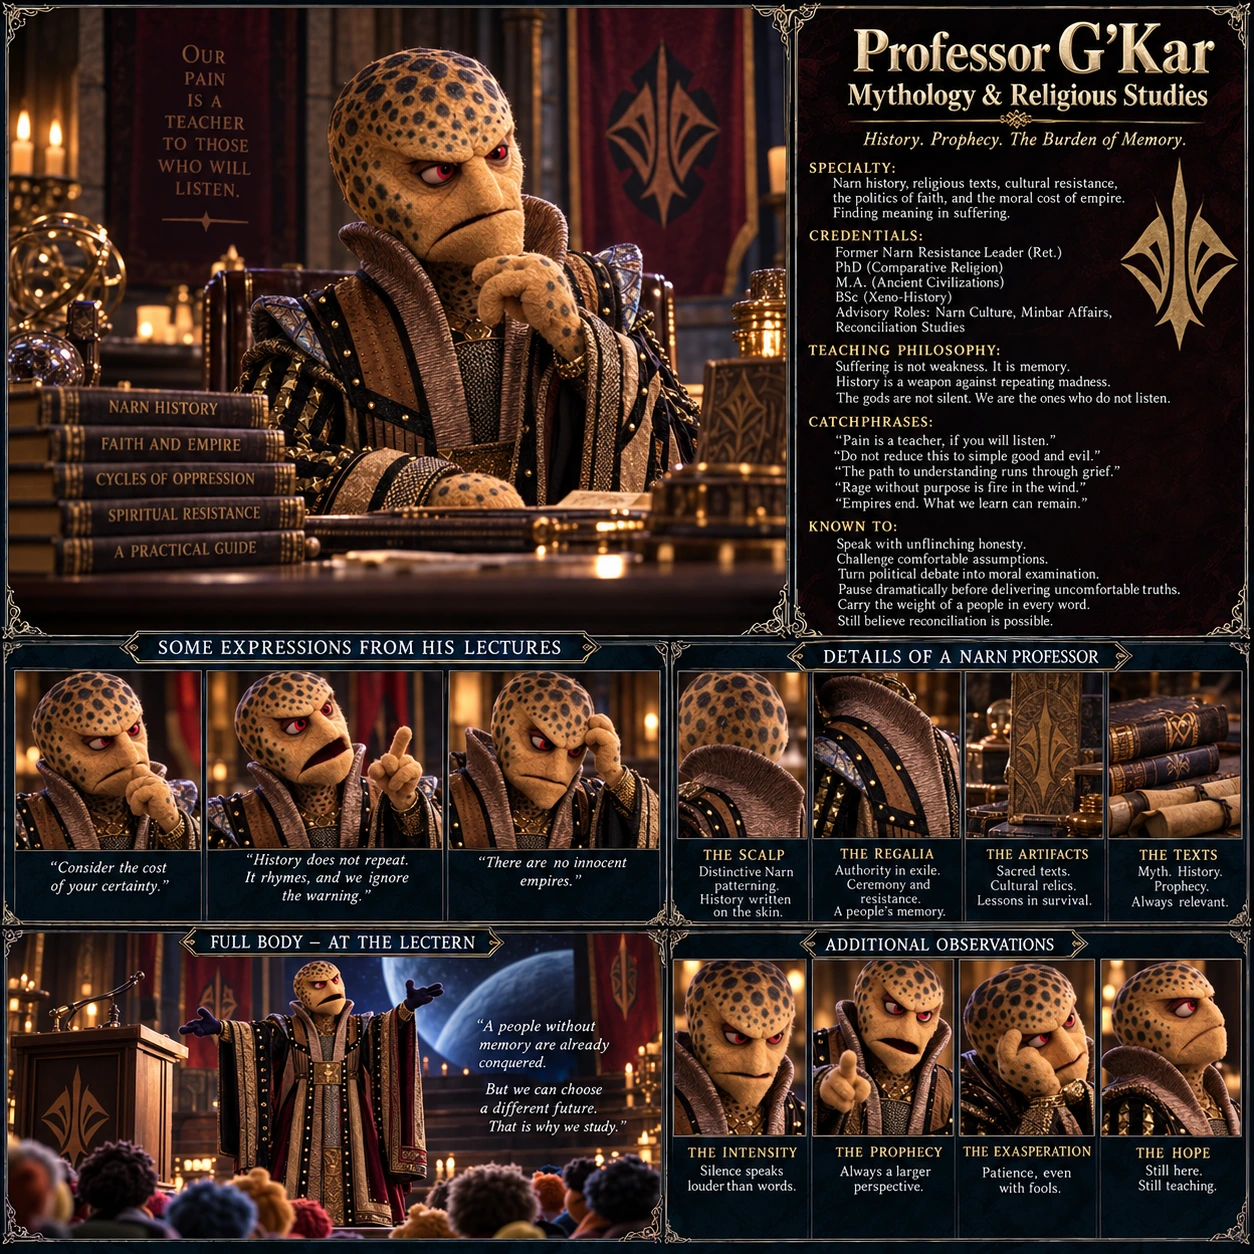 OUR
PAIN
IS A
TEACHER
TO THOSE
WHO WILL
LISTEN.
NARN HISTORY
FAITH AND EMPIRE
CYCLES OF OPPRESSION
SPIRITUAL RESISTANCE
A PRACTICAL GUIDE
Professor G'Kar
Mythology & Religious Studies
History. Prophecy. The Burden of Memory.
SPECIALTY:
Narn history, religious texts, cultural resistance,
the politics of faith, and the moral cost of empire.
Finding meaning in suffering.
CREDENTIALS:
Former Narn Resistance Leader (Ret.)
PhD (Comparative Religion)
M.A. (Ancient Civilizations)
BSc (Xeno-History)
Advisory Roles: Narn Culture, Minbar Affairs,
Reconciliation Studies
TEACHING PHILOSOPHY:
Suffering is not weakness. It is memory.
History is a weapon against repeating madness.
The gods are not silent. We are the ones who do not listen.
CATCHPHRASES:
“Pain is a teacher, if you will listen.”
“Do not reduce this to simple good and evil.”
“The path to understanding runs through grief.”
“Rage without purpose is fire in the wind.”
“Empires end. What we learn can remain.”
KNOWN TO:
Speak with unflinching honesty.
Challenge comfortable assumptions.
Turn political debate into moral examination.
Pause dramatically before delivering uncomfortable truths.
Carry the weight of a people in every word.
Still believe reconciliation is possible.
SOME EXPRESSIONS FROM HIS LECTURES
“Consider the cost
of your certainty.”
“History does not repeat.
It rhymes, and we ignore
the warning.”
“There are no innocent
empires.”
DETAILS OF A NARN PROFESSOR
THE SCALP
Distinctive Narn
patterning.
History written
on the skin.
THE REGALIA
Authority in exile.
Ceremony and
resistance.
A people's memory.
THE ARTIFACTS
Sacred texts.
Cultural relics.
Lessons in survival.
THE TEXTS
Myth. History.
Prophecy.
Always relevant.
FULL BODY – AT THE LECTERN
“A people without
memory are already
conquered.
But we can choose
a different future.
That is why we study.”
ADDITIONAL OBSERVATIONS
THE INTENSITY
Silence speaks
louder than words.
THE PROPHECY
Always a larger
perspective.
THE EXASPERATION
Patience, even
with fools.
THE HOPE
Still here.
Still teaching.